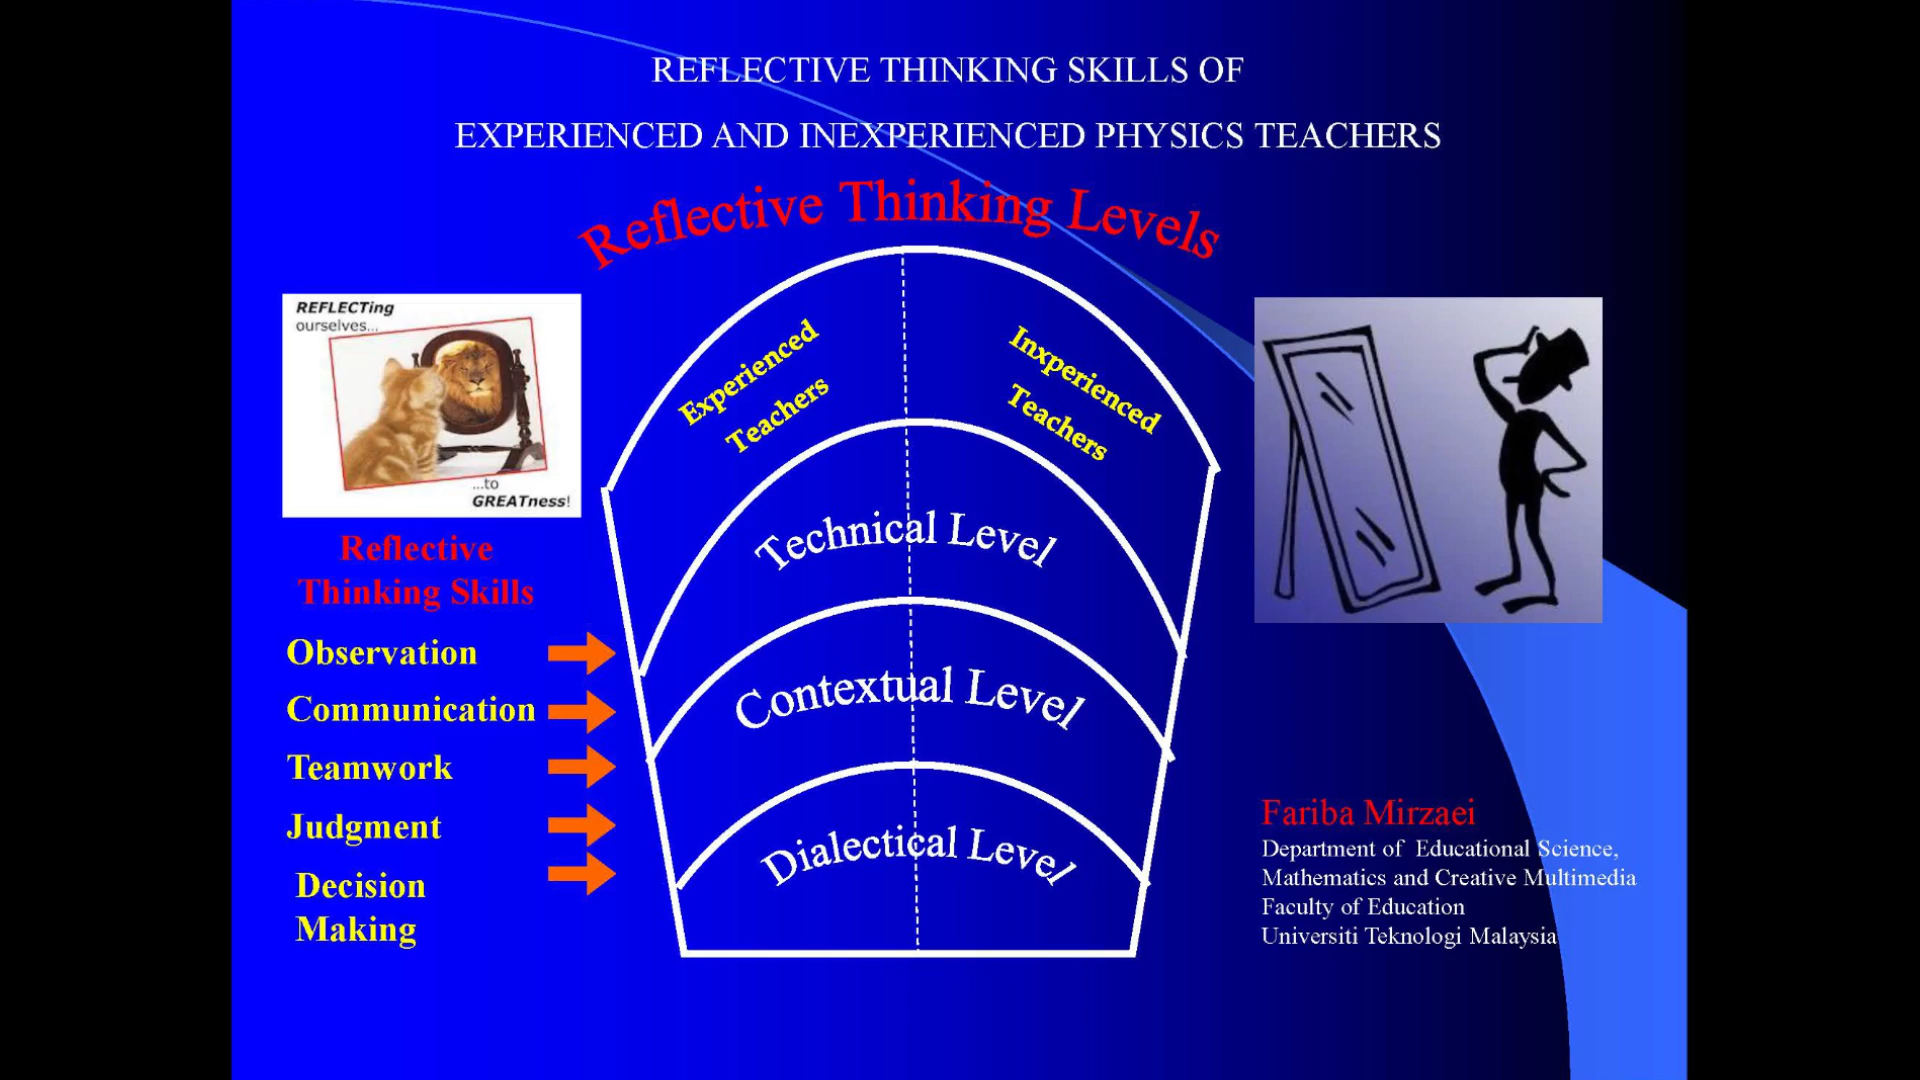 REFLECTIVE THINKING SKILLS OF
EXPERIENCED AND INEXPERIENCED PHYSICS TEACHERS
Reflective Thinking Levels
REFLECTing
ourselves...
...to
GREATness!
Experienced
Teachers
Inxperienced
Teachers
Technical Level
Contextual Level
Dialectical Level
Reflective
Thinking Skills
Observation
Communication
Teamwork
Judgment
Decision
Making
Fariba Mirzaei
Department of Educational Science,
Mathematics and Creative Multimedia
Faculty of Education
Universiti Teknologi Malaysia